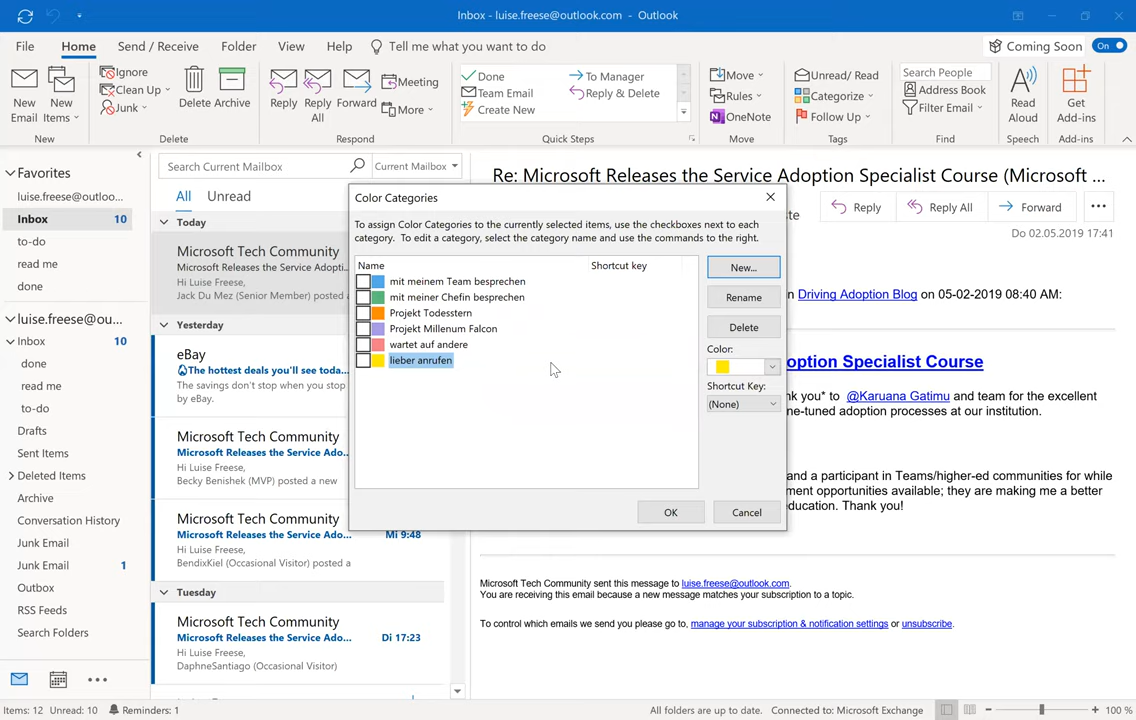 Inbox - luise.freese@outlook.com - Outlook
File Home Send / Receive Folder View Help Tell me what you want to do Coming Soon On
New Email
New Items
Ignore
Clean Up
Junk
Delete
Archive
Reply
Reply All
Forward
Meeting
More
Done
Team Email
Create New
To Manager
Reply & Delete
Move
Rules
OneNote
Unread/ Read
Categorize
Follow Up
Search People
Address Book
Filter Email
Read Aloud
Get Add-ins
New Delete Respond Quick Steps Move Tags Find Speech Add-ins
Favorites
luise.freese@outloo...
Inbox 10
to-do
read me
done
luise.freese@ou...
Inbox 10
done
read me
to-do
Drafts
Sent Items
Deleted Items
Archive
Conversation History
Junk Email
Junk Email 1
Outbox
RSS Feeds
Search Folders
Search Current Mailbox Current Mailbox
All Unread
Today
Microsoft Tech Community
Microsoft Releases the Service Adopti...
Hi Luise Freese,
Jack Du Mez (Senior Member) posted a
Yesterday
eBay
The hottest deals you'll see toda...
The savings don't stop when you stop
by eBay.
Microsoft Tech Community
Microsoft Releases the Service Ado...
Hi Luise Freese,
Becky Benishek (MVP) posted a new
Microsoft Tech Community
Microsoft Releases the Service Ado... Mi 9:48
Hi Luise Freese,
BendixKiel (Occasional Visitor) posted a
Tuesday
Microsoft Tech Community
Microsoft Releases the Service Ado... Di 17:23
Hi Luise Freese,
DaphneSantiago (Occasional Visitor)
Color Categories
To assign Color Categories to the currently selected items, use the checkboxes next to each
category. To edit a category, select the category name and use the commands to the right.
Name Shortcut key
mit meinem Team besprechen
mit meiner Chefin besprechen
Projekt Todesstern
Projekt Millenum Falcon
wartet auf andere
lieber anrufen
New...
Rename
Delete
Color:
Shortcut Key:
(None)
OK Cancel
Re: Microsoft Releases the Service Adoption Specialist Course (Microsoft ...
Reply Reply All Forward
Do 02.05.2019 17:41
n Driving Adoption Blog on 05-02-2019 08:40 AM:
option Specialist Course
nk you* to @Karuana Gatimu and team for the excellent
ne-tuned adoption processes at our institution.
and a participant in Teams/higher-ed communities for while
ment opportunities available; they are making me a better
education. Thank you!
Microsoft Tech Community sent this message to luise.freese@outlook.com.
You are receiving this email because a new message matches your subscription to a topic.
To control which emails we send you please go to, manage your subscription & notification settings or unsubscribe.
Items: 12 Unread: 10 Reminders: 1 All folders are up to date. Connected to: Microsoft Exchange 100 %